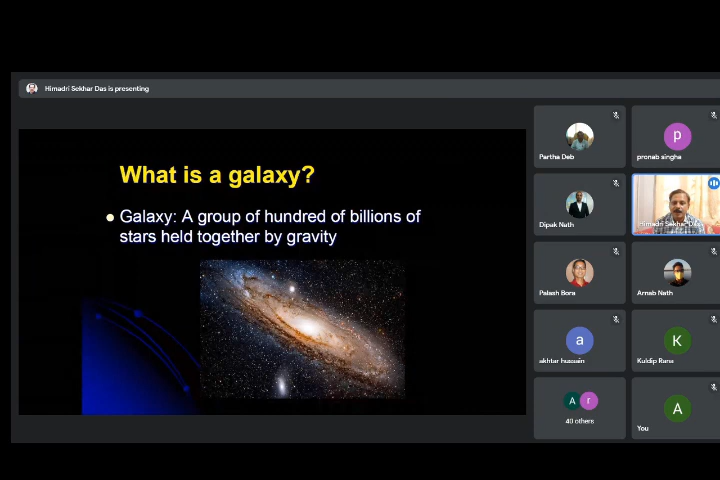 Himadri Sekhar Das is presenting
What is a galaxy?
Galaxy: A group of hundred of billions of
stars held together by gravity
Partha Deb
p
pronab singha
Dipak Nath
Himadri Sekhar Das
Palash Bora
Arnab Nath
a
akhtar hussain
K
Kuldip Rana
A r
40 others
A
You